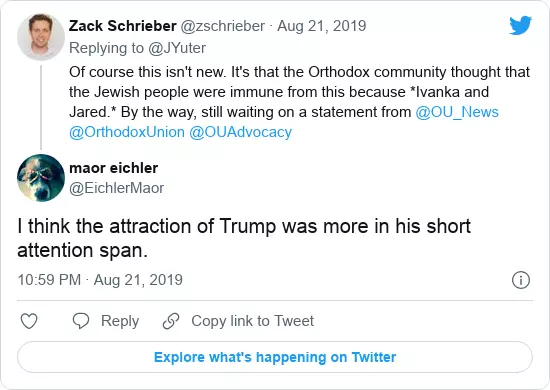 Zack Schrieber @zschrieber · Aug 21, 2019
Replying to @JYuter
Of course this isn't new. It's that the Orthodox community thought that
the Jewish people were immune from this because *Ivanka and
Jared.* By the way, still waiting on a statement from @OU_News
@OrthodoxUnion @OUAdvocacy
maor eichler
@EichlerMaor
I think the attraction of Trump was more in his short
attention span.
10:59 PM · Aug 21, 2019
Reply Copy link to Tweet
Explore what's happening on Twitter